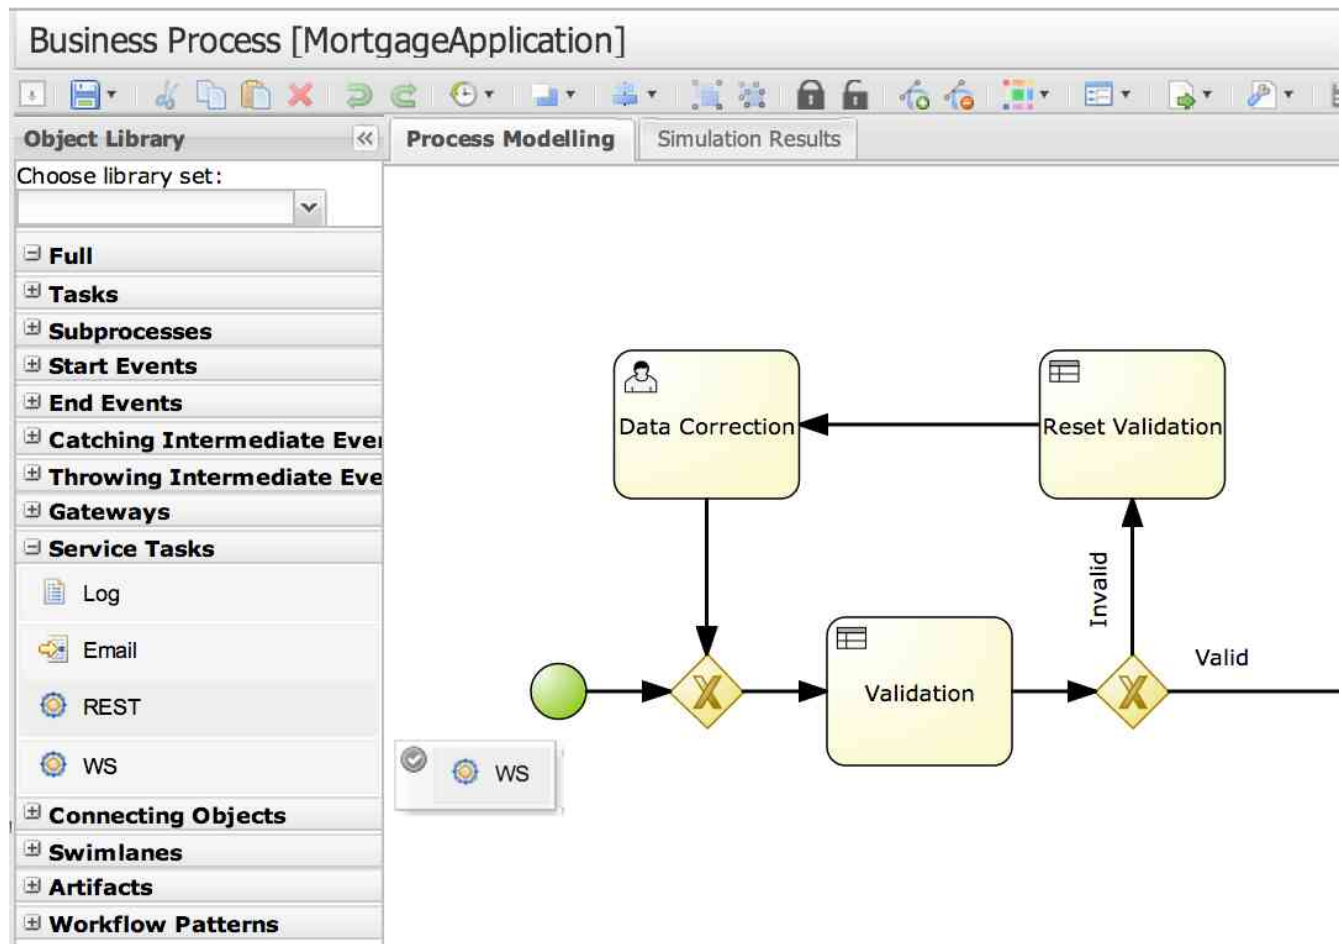 Business Process [MortgageApplication]
Object Library
Process Modelling
Simulation Results
Choose library set:
Full
Tasks
Subprocesses
Start Events
End Events
Catching Intermediate Eve
Throwing Intermediate Eve
Gateways
Service Tasks
Log
Email
REST
WS
Connecting Objects
Swimlanes
Artifacts
Workflow Patterns
Data Correction
Reset Validation
Invalid
Valid
Validation
WS